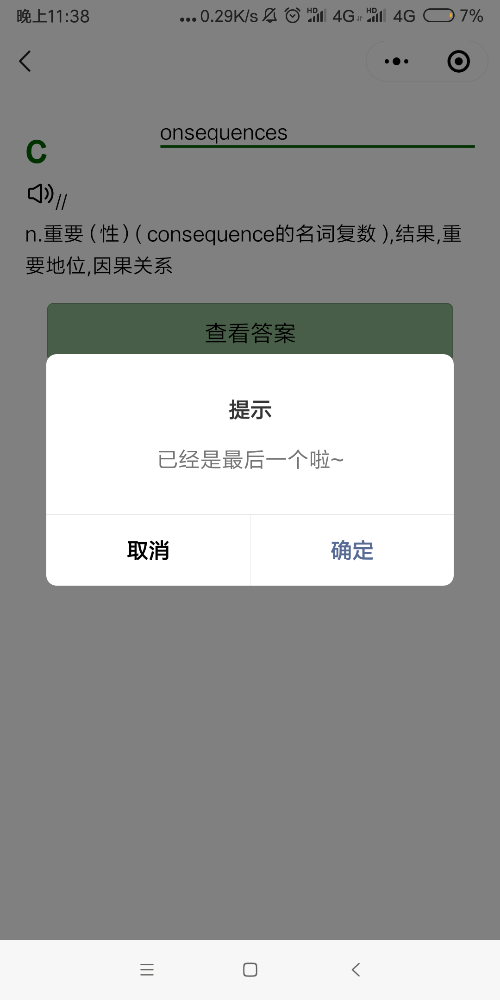 晚上11:38 ...0.29K/s HD 4G HD 4G 7%
C onsequences
//
n.重要(性)(consequence的名词复数),结果,重
要地位,因果关系
查看答案
提示
已经是最后一个啦~
取消 确定